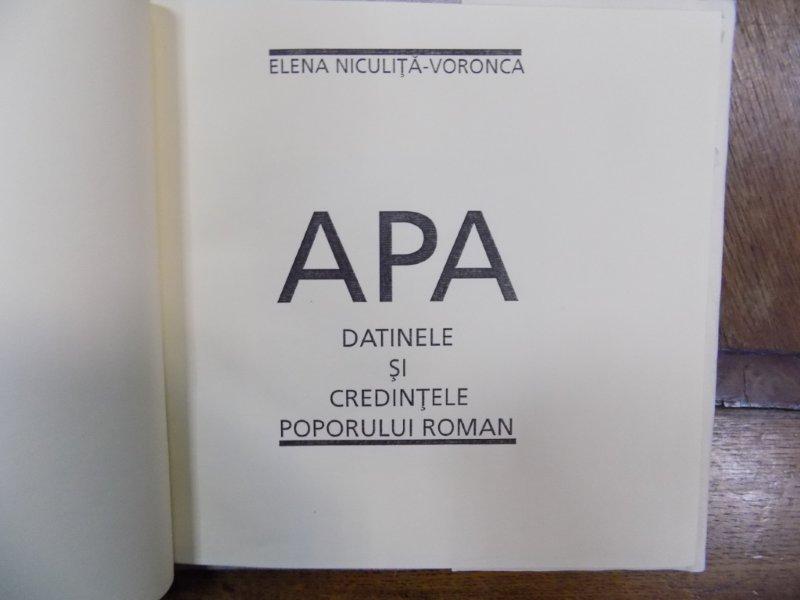 ELENA NICULIȚĂ-VORONCA
APA
DATINELE
ȘI
CREDINȚELE
POPORULUI ROMAN